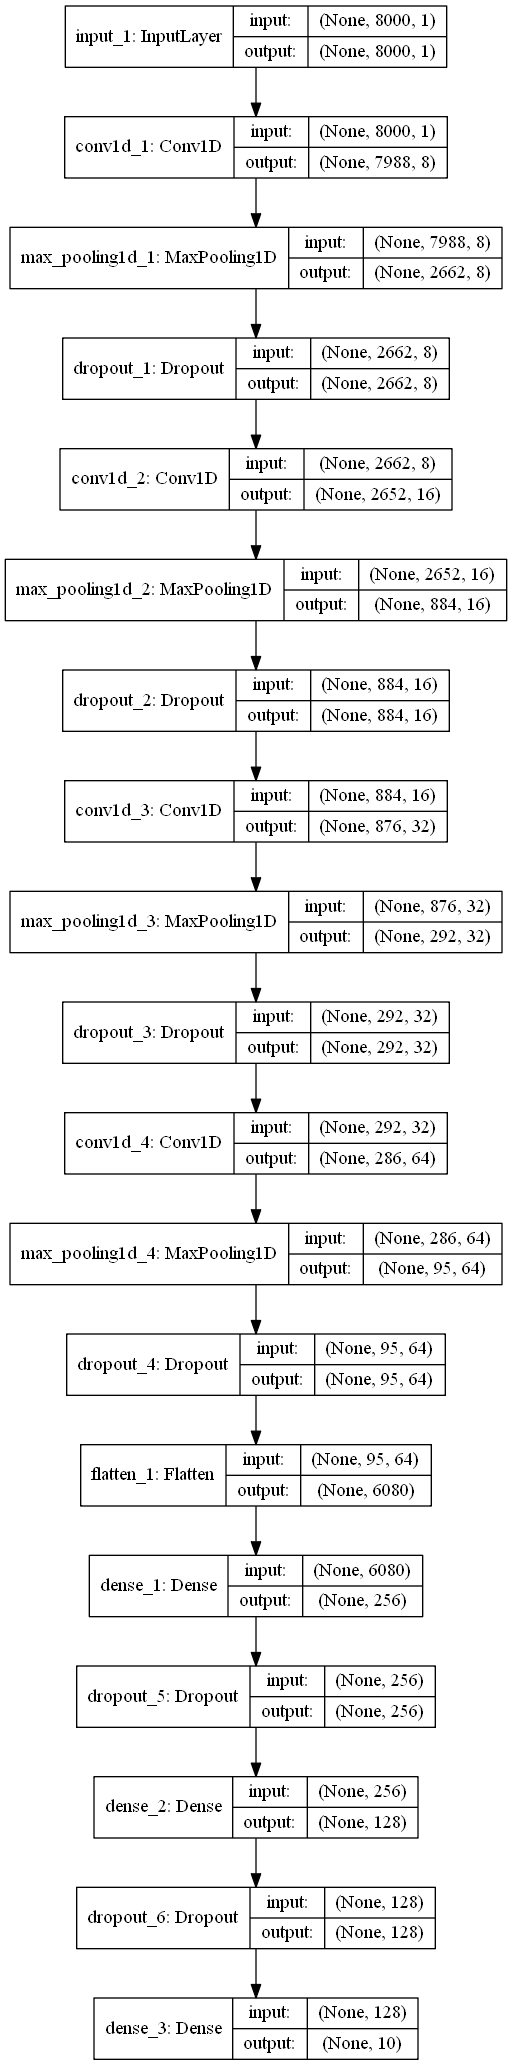 input_1: InputLayer
input: (None, 8000, 1)
output: (None, 8000, 1)
conv1d_1: Conv1D
input: (None, 8000, 1)
output: (None, 7988, 8)
max_pooling1d_1: MaxPooling1D
input: (None, 7988, 8)
output: (None, 2662, 8)
dropout_1: Dropout
input: (None, 2662, 8)
output: (None, 2662, 8)
conv1d_2: Conv1D
input: (None, 2662, 8)
output: (None, 2652, 16)
max_pooling1d_2: MaxPooling1D
input: (None, 2652, 16)
output: (None, 884, 16)
dropout_2: Dropout
input: (None, 884, 16)
output: (None, 884, 16)
conv1d_3: Conv1D
input: (None, 884, 16)
output: (None, 876, 32)
max_pooling1d_3: MaxPooling1D
input: (None, 876, 32)
output: (None, 292, 32)
dropout_3: Dropout
input: (None, 292, 32)
output: (None, 292, 32)
conv1d_4: Conv1D
input: (None, 292, 32)
output: (None, 286, 64)
max_pooling1d_4: MaxPooling1D
input: (None, 286, 64)
output: (None, 95, 64)
dropout_4: Dropout
input: (None, 95, 64)
output: (None, 95, 64)
flatten_1: Flatten
input: (None, 95, 64)
output: (None, 6080)
dense_1: Dense
input: (None, 6080)
output: (None, 256)
dropout_5: Dropout
input: (None, 256)
output: (None, 256)
dense_2: Dense
input: (None, 256)
output: (None, 128)
dropout_6: Dropout
input: (None, 128)
output: (None, 128)
dense_3: Dense
input: (None, 128)
output: (None, 10)